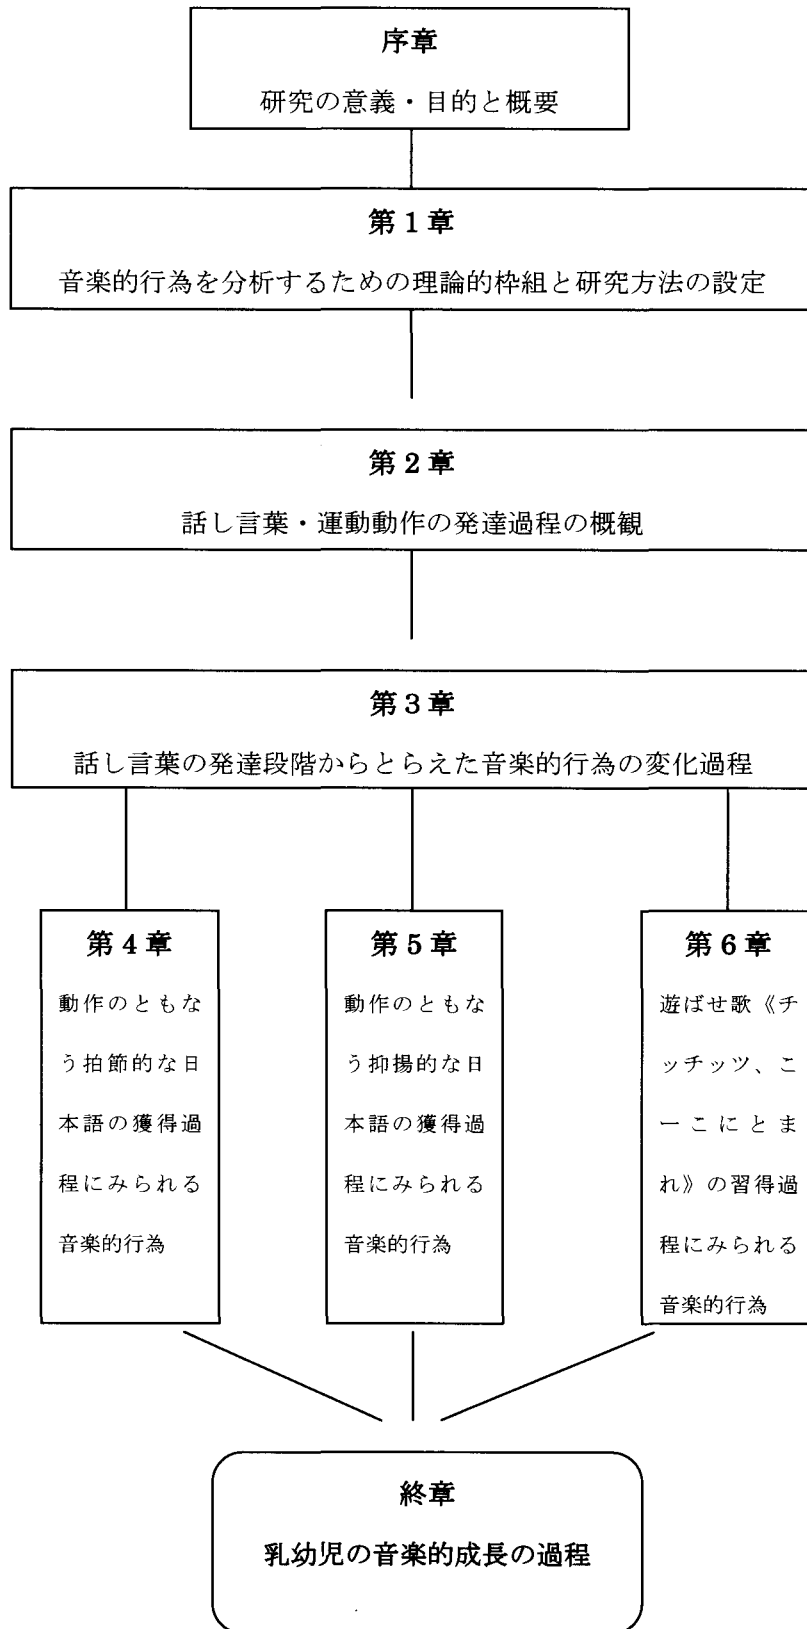 序章
研究の意義・目的と概要
第1章
音楽的行為を分析するための理論的枠組と研究方法の設定
第2章
話し言葉・運動動作の発達過程の概観
第3章
話し言葉の発達段階からとらえた音楽的行為の変化過程
第4章
動作のともな
う拍節的な日
本語の獲得過
程にみられる
音楽的行為
第5章
動作のともな
う抑揚的な日
本語の獲得過
程にみられる
音楽的行為
第6章
遊ばせ歌《チ
ッチッツ、こ
ーこにとま
れ》の習得過
程にみられる
音楽的行為
終章
乳幼児の音楽的成長の過程